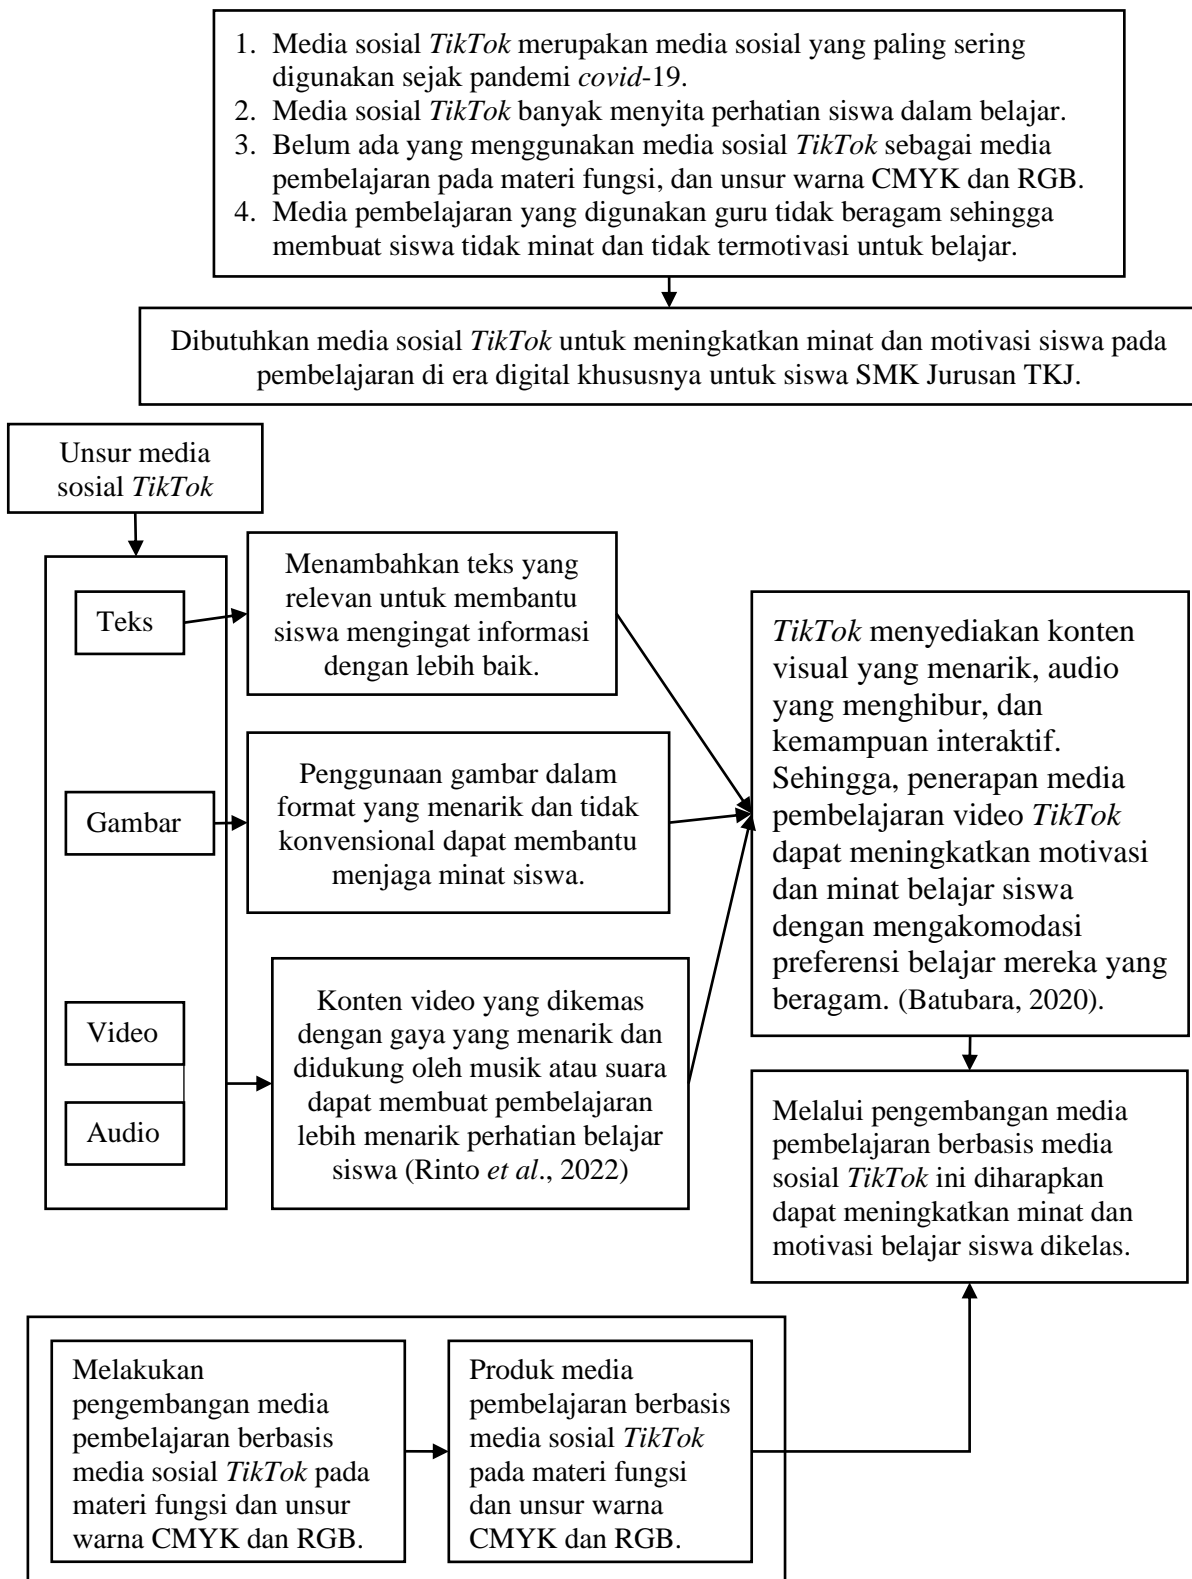 1. Media sosial TikTok merupakan media sosial yang paling sering
digunakan sejak pandemi covid-19.
2. Media sosial TikTok banyak menyita perhatian siswa dalam belajar.
3. Belum ada yang menggunakan media sosial TikTok sebagai media
pembelajaran pada materi fungsi, dan unsur warna CMYK dan RGB.
4. Media pembelajaran yang digunakan guru tidak beragam sehingga
membuat siswa tidak minat dan tidak termotivasi untuk belajar.
Dibutuhkan media sosial TikTok untuk meningkatkan minat dan motivasi siswa pada
pembelajaran di era digital khususnya untuk siswa SMK Jurusan TKJ.
Unsur media
sosial TikTok
Teks
Menambahkan teks yang
relevan untuk membantu
siswa mengingat informasi
dengan lebih baik.
Gambar
Penggunaan gambar dalam
format yang menarik dan tidak
konvensional dapat membantu
menjaga minat siswa.
Video
Audio
Konten video yang dikemas
dengan gaya yang menarik dan
didukung oleh musik atau suara
dapat membuat pembelajaran
lebih menarik perhatian belajar
siswa (Rinto et al., 2022)
TikTok menyediakan konten
visual yang menarik, audio
yang menghibur, dan
kemampuan interaktif.
Sehingga, penerapan media
pembelajaran video TikTok
dapat meningkatkan motivasi
dan minat belajar siswa
dengan mengakomodasi
preferensi belajar mereka yang
beragam. (Batubara, 2020).
Melalui pengembangan media
pembelajaran berbasis media
sosial TikTok ini diharapkan
dapat meningkatkan minat dan
motivasi belajar siswa dikelas.
Melakukan
pengembangan media
pembelajaran berbasis
media sosial TikTok pada
materi fungsi dan unsur
warna CMYK dan RGB.
Produk media
pembelajaran berbasis
media sosial TikTok
pada materi fungsi
dan unsur warna
CMYK dan RGB.